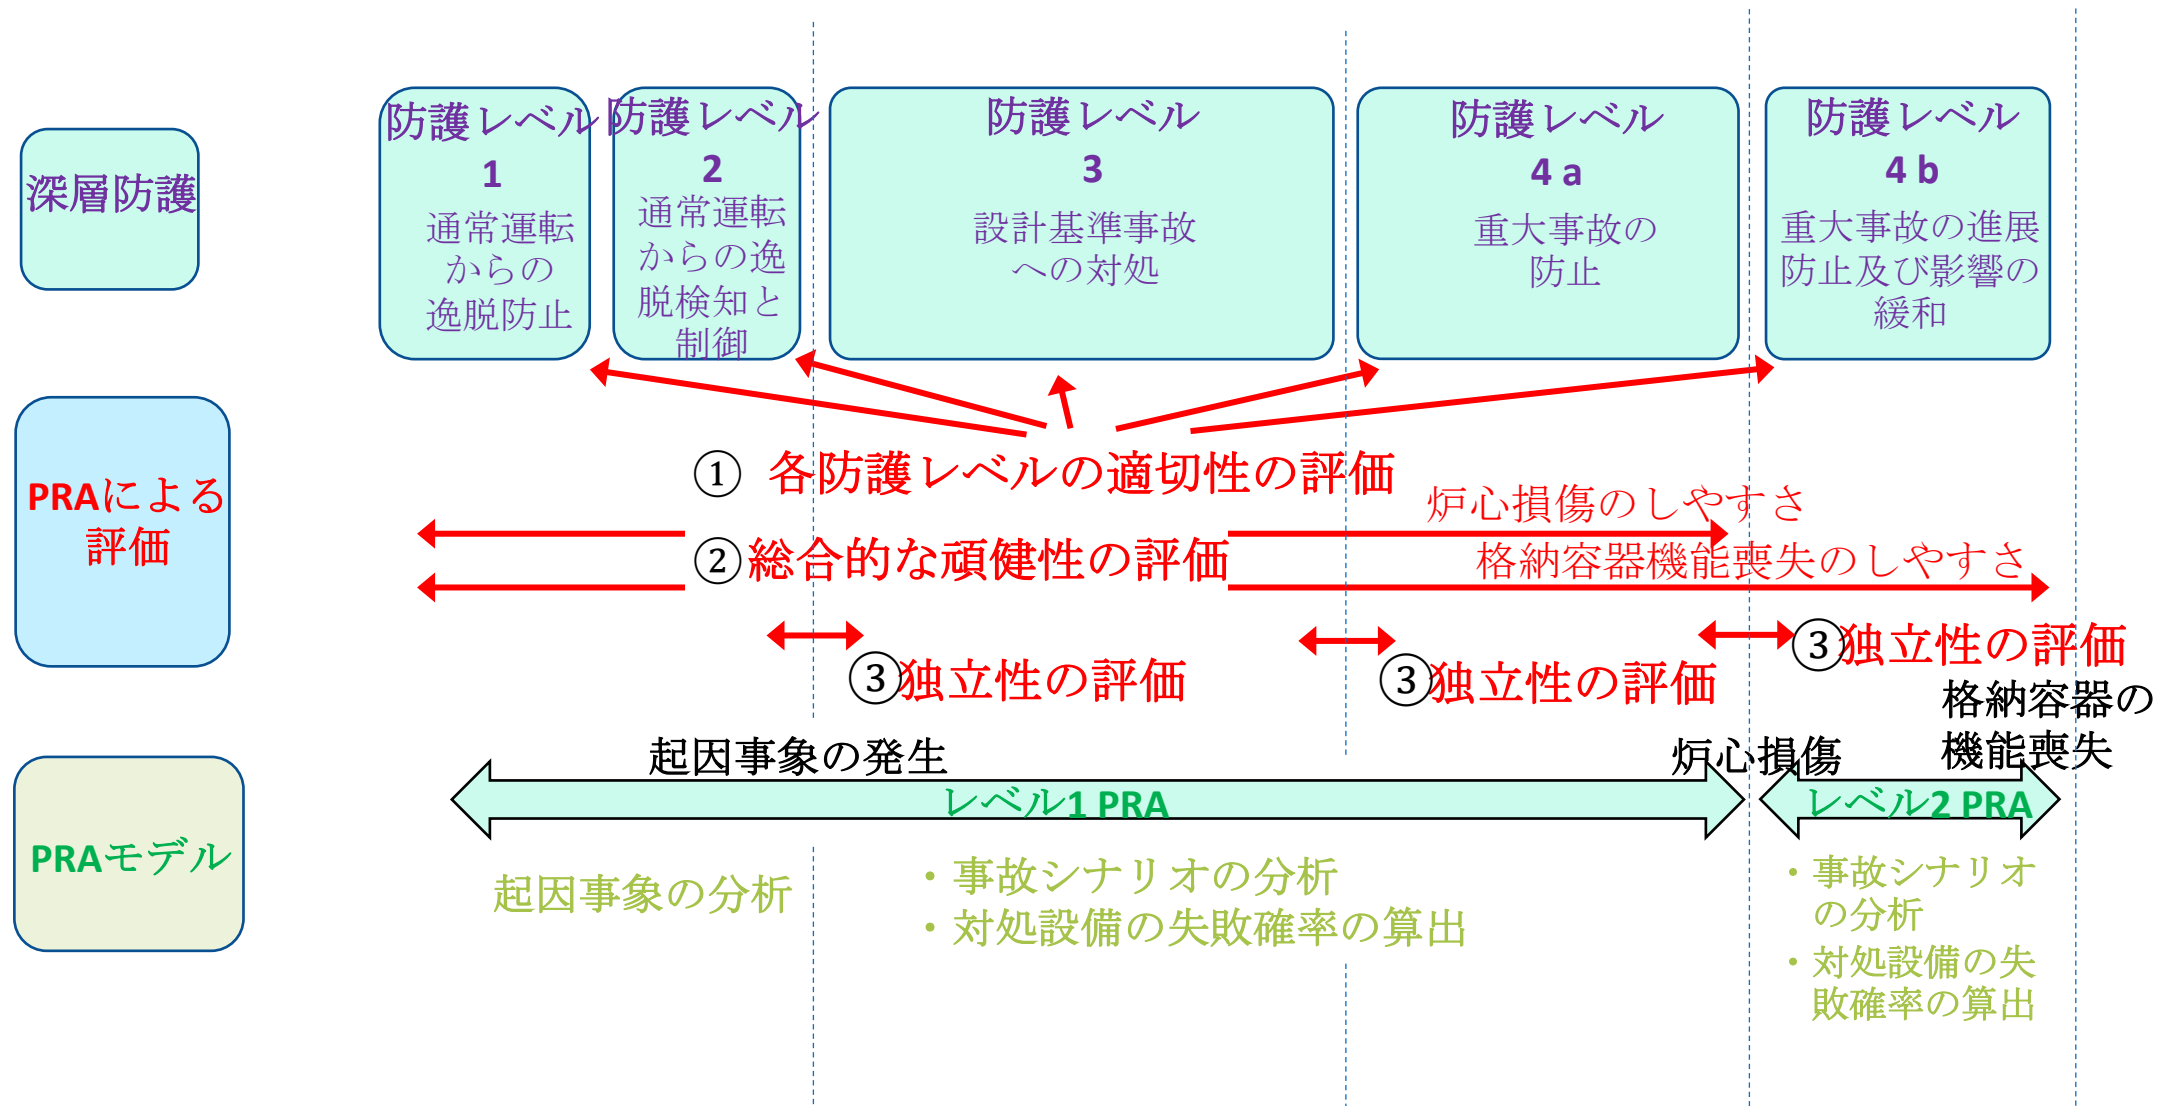 深層防護
防護レベル
1
通常運転
からの
逸脱防止
防護レベル
2
通常運転
からの逸
脱検知と
制御
防護レベル
3
設計基準事故
への対処
防護レベル
4 a
重大事故の
防止
防護レベル
4 b
重大事故の進展
防止及び影響の
緩和
PRAによる
評価
① 各防護レベルの適切性の評価
炉心損傷のしやすさ
②総合的な頑健性の評価
格納容器機能喪失のしやすさ
③独立性の評価
③独立性の評価
③独立性の評価
PRAモデル
起因事象の発生
炉心損傷
格納容器の
機能喪失
レベル1 PRA
レベル2 PRA
起因事象の分析
・事故シナリオの分析
・対処設備の失敗確率の算出
・事故シナリオ
の分析
・対処設備の失
敗確率の算出